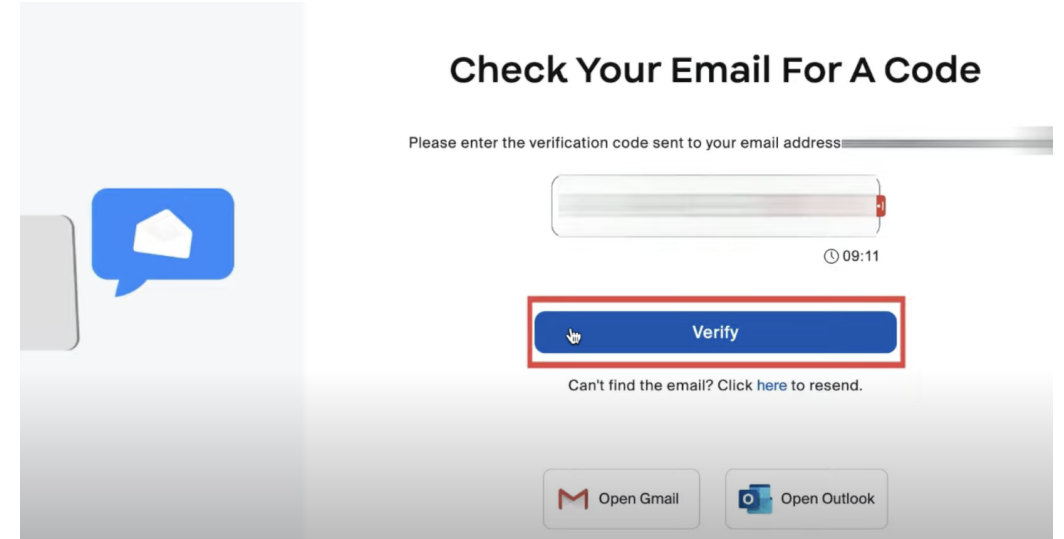 Check Your Email For A Code
Please enter the verification code sent to your email address
09:11
Verify
Can't find the email? Click here to resend.
Open Gmail
Open Outlook